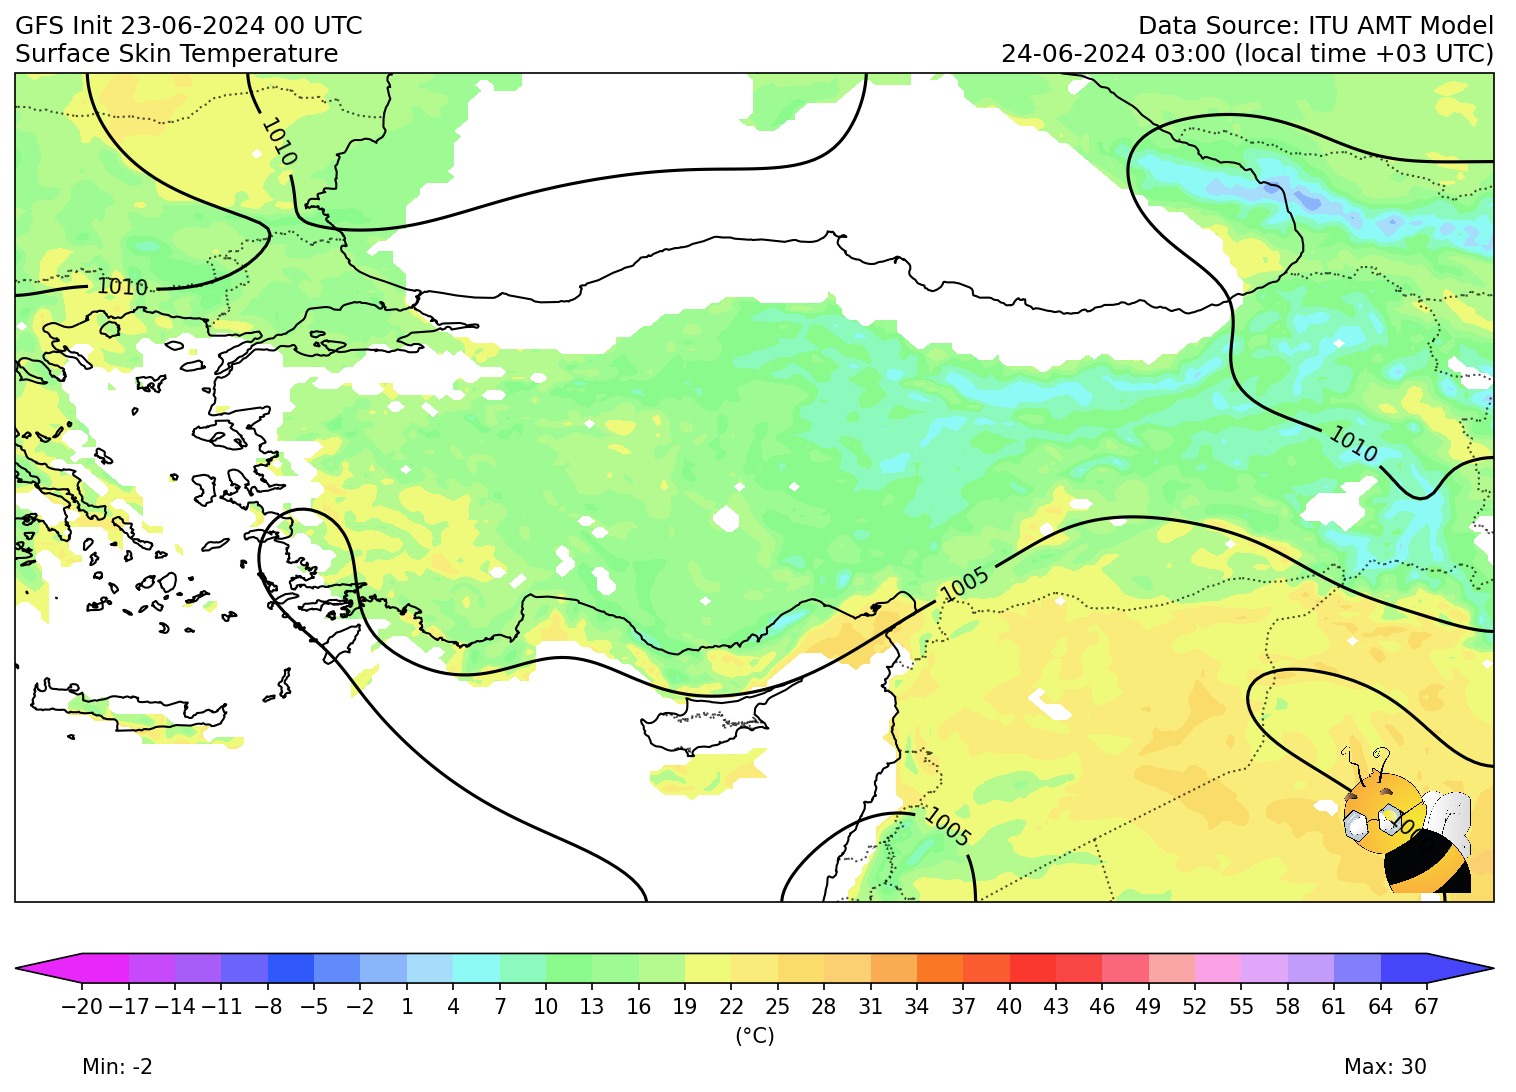 GFS Init 23-06-2024 00 UTC
Surface Skin Temperature
Data Source: ITU AMT Model
24-06-2024 03:00 (local time +03 UTC)
1010
1010
1010
1005
1005
−20 −17 −14 −11 −8 −5 −2 1 4 7 10 13 16 19 22 25 28 31 34 37 40 43 46 49 52 55 58 61 64 67
(°C)
Min: -2
Max: 30